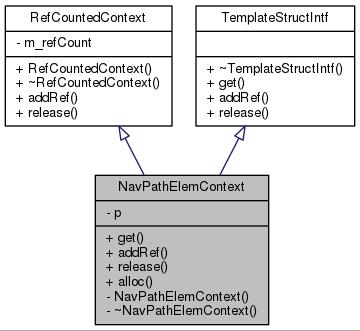 RefCountedContext
- m_refCount
+ RefCountedContext()
+ ~RefCountedContext()
+ addRef()
+ release()
TemplateStructIntf
+ ~TemplateStructIntf()
+ get()
+ addRef()
+ release()
NavPathElemContext
- p
+ get()
+ addRef()
+ release()
+ alloc()
- NavPathElemContext()
- ~NavPathElemContext()